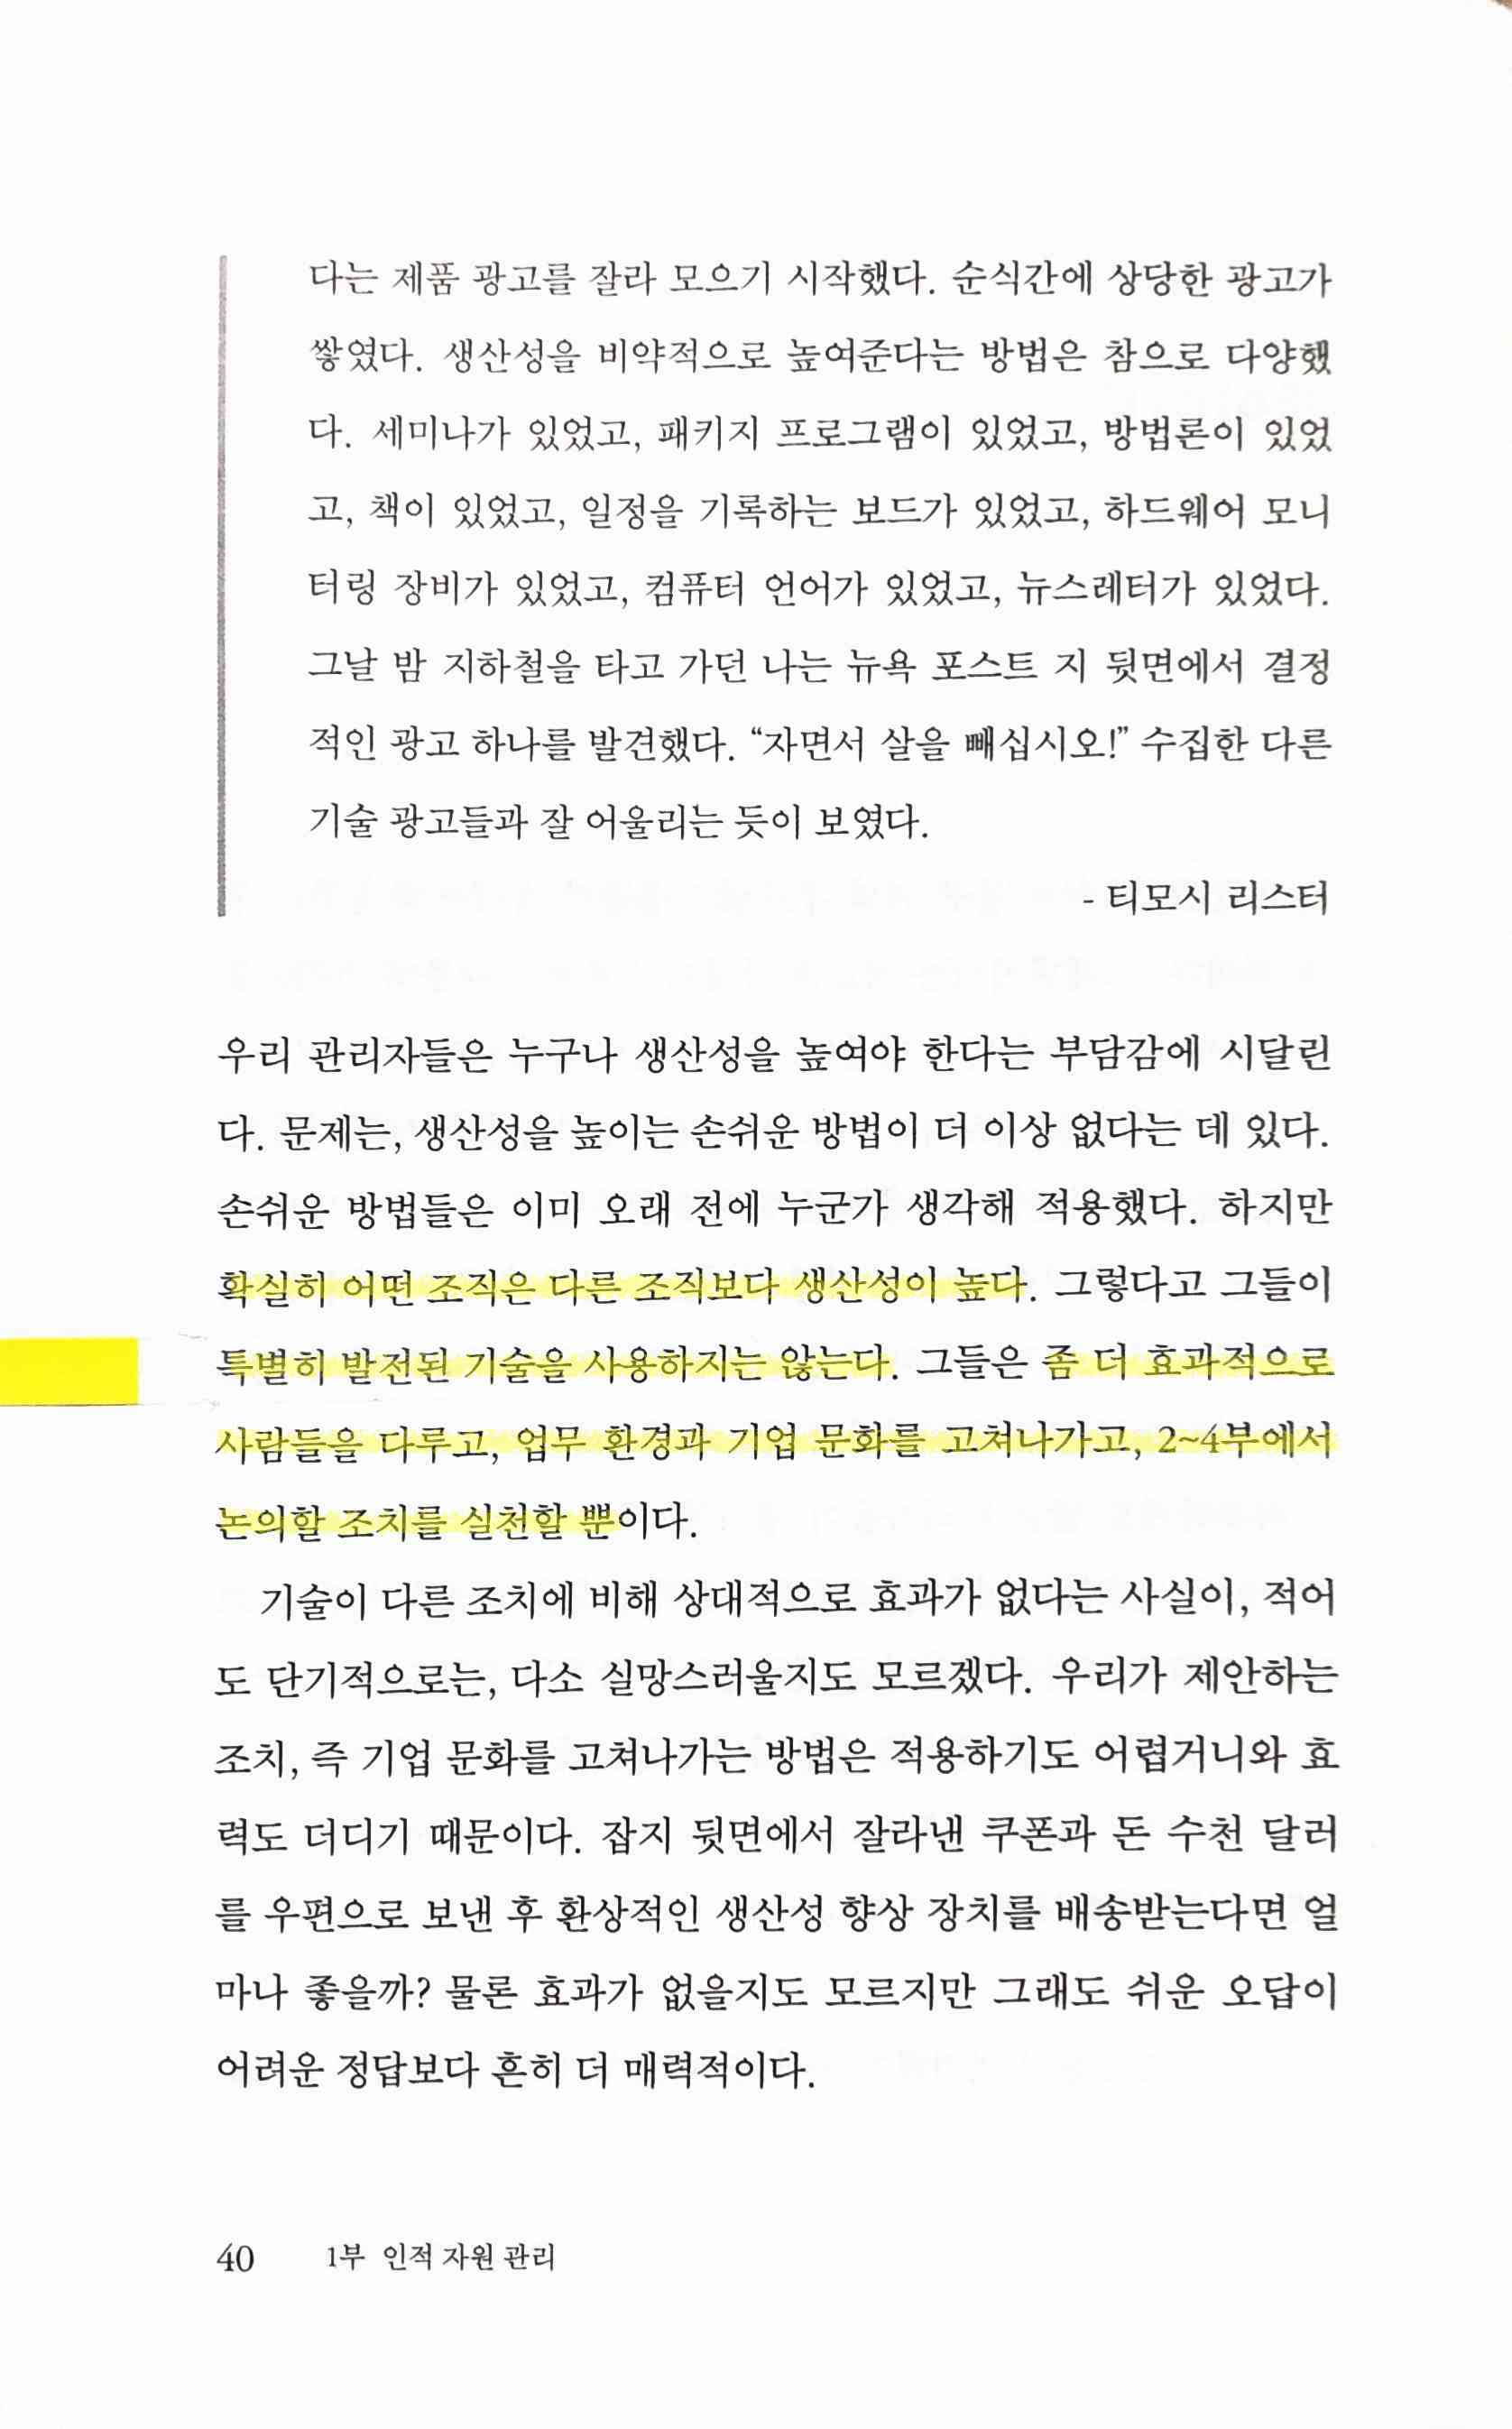 다는 제품 광고를 잘라 모으기 시작했다. 순식간에 상당한 광고가
쌓였다. 생산성을 비약적으로 높여준다는 방법은 참으로 다양했
다. 세미나가 있었고, 패키지 프로그램이 있었고, 방법론이 있었
고, 책이 있었고, 일정을 기록하는 보드가 있었고, 하드웨어 모니
터링 장비가 있었고, 컴퓨터 언어가 있었고, 뉴스레터가 있었다.
그날 밤 지하철을 타고 가던 나는 뉴욕 포스트 지 뒷면에서 결정
적인 광고 하나를 발견했다. “자면서 살을 빼십시오!” 수집한 다른
기술 광고들과 잘 어울리는 듯이 보였다.
- 티모시 리스터
우리 관리자들은 누구나 생산성을 높여야 한다는 부담감에 시달린
다. 문제는, 생산성을 높이는 손쉬운 방법이 더 이상 없다는 데 있다.
손쉬운 방법들은 이미 오래 전에 누군가 생각해 적용했다. 하지만
확실히 어떤 조직은 다른 조직보다 생산성이 높다. 그렇다고 그들이
특별히 발전된 기술을 사용하지는 않는다. 그들은 좀 더 효과적으로
사람들을 다루고, 업무 환경과 기업 문화를 고쳐나가고, 2~4부에서
논의할 조치를 실천할 뿐이다.
기술이 다른 조치에 비해 상대적으로 효과가 없다는 사실이, 적어
도 단기적으로는, 다소 실망스러울지도 모르겠다. 우리가 제안하는
조치, 즉 기업 문화를 고쳐나가는 방법은 적용하기도 어렵거니와 효
력도 더디기 때문이다. 잡지 뒷면에서 잘라낸 쿠폰과 돈 수천 달러
를 우편으로 보낸 후 환상적인 생산성 향상 장치를 배송받는다면 얼
마나 좋을까? 물론 효과가 없을지도 모르지만 그래도 쉬운 오답이
어려운 정답보다 흔히 더 매력적이다.
40 1부 인적 자원 관리